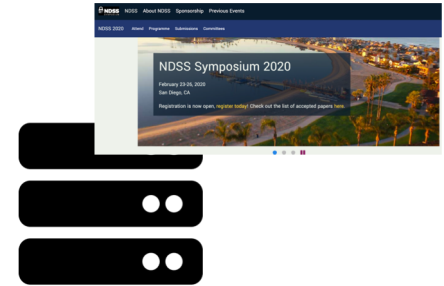 NDSS NDSS About NDSS Sponsorship Previous Events
NDSS 2020 Attend Programme Submissions Committees
NDSS Symposium 2020
February 23-26, 2020
San Diego, CA
Registration is now open, register today! Check out the list of accepted papers here.